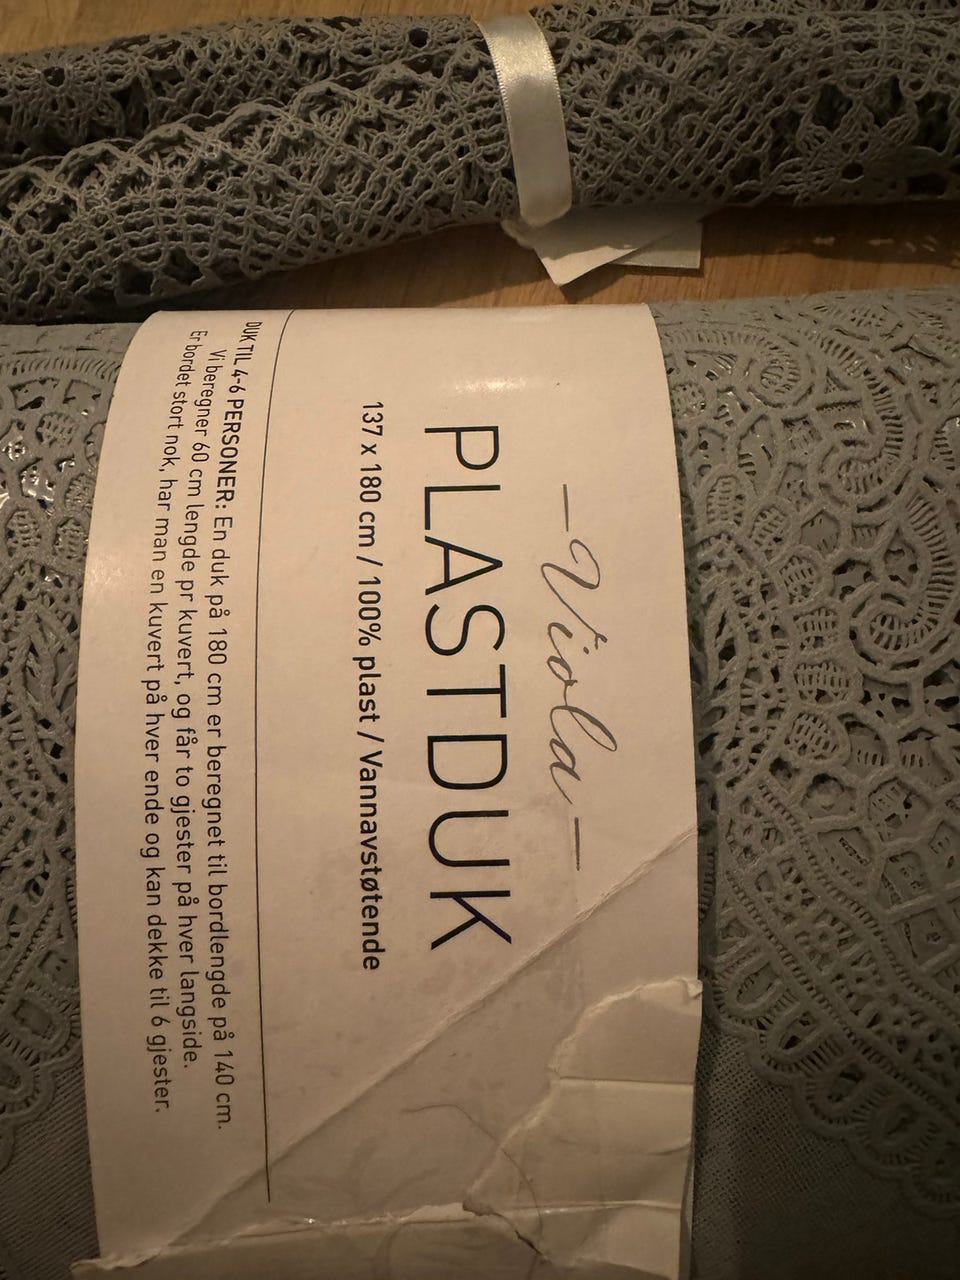 — Viola —
PLASTDUK
137 x 180 cm / 100% plast / Vannavstøtende
DUK TIL 4-6 PERSONER: En duk på 180 cm er beregnet til bordlengde på 140 cm.
Vi beregner 60 cm lengde pr kuvert, og får to gjester på hver langside.
Er bordet stort nok, har man en kuvert på hver ende og kan dekke til 6 gjester.